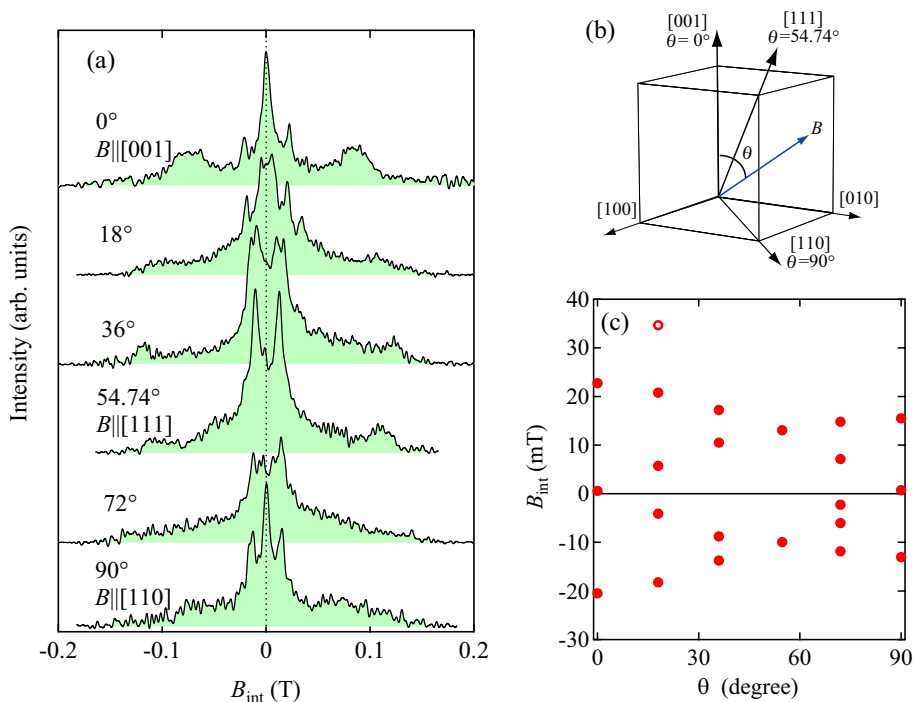 (a)
0°
B||[001]
18°
36°
54.74°
B||[111]
72°
90°
B||[110]
Intensity (arb. units)
-0.2
-0.1
0
0.1
0.2
B_int (T)
(b)
[001]
θ= 0°
[111]
θ=54.74°
B
θ
[100]
[010]
[110]
θ=90°
(c)
40
30
20
10
0
-10
-20
-30
B_int (mT)
0
30
60
90
θ (degree)